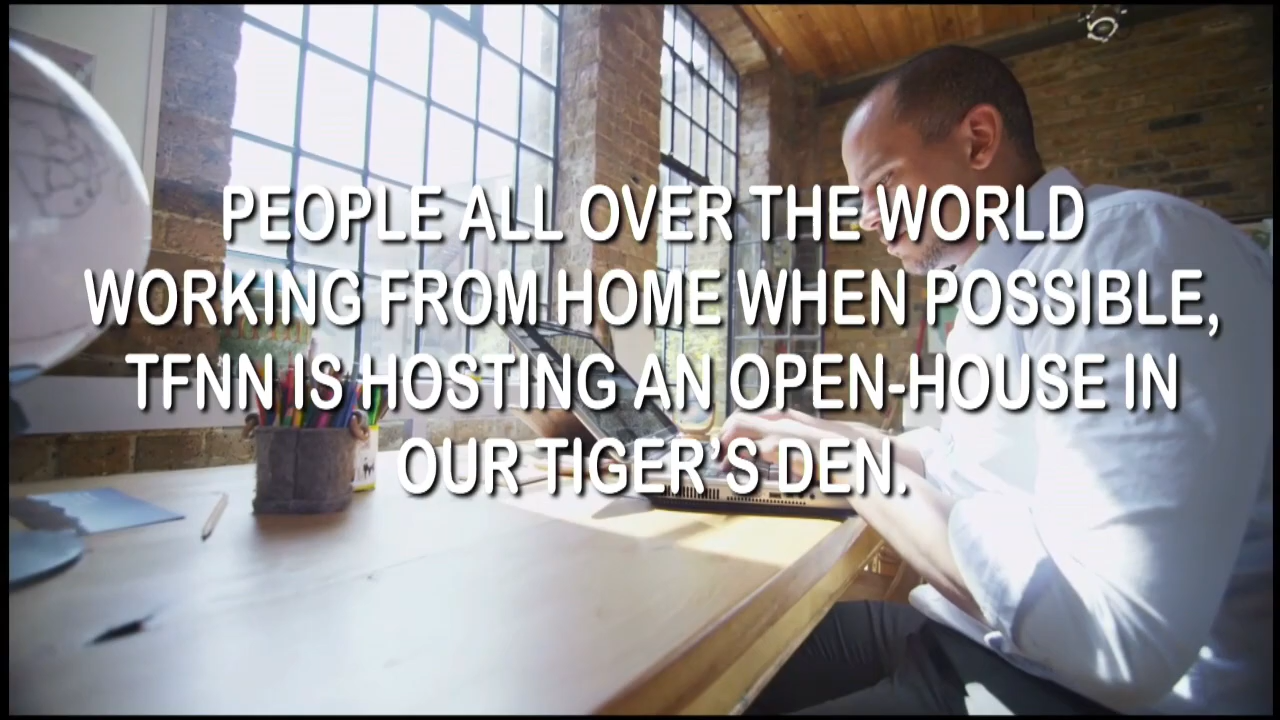 PEOPLE ALL OVER THE WORLD
WORKING FROM HOME WHEN POSSIBLE,
TFNN IS HOSTING AN OPEN-HOUSE IN
OUR TIGER’S DEN.